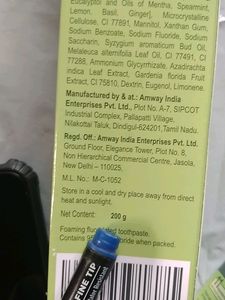 Eucalyptol and Oils of Mentha, Spearmint,
Lemon, Basil, Ginger], Microcrystalline
Cellulose, CI 77891, Mannitol, Xanthan Gum,
Sodium Benzoate, Sodium Fluoride, Sodium
Saccharin, Syzygium aromaticum Bud Oil,
Melaleuca alternifolia Leaf Oil, CI 77491, CI
77288, Ammonium Glycyrrhizate, Azadirachta
indica Leaf Extract, Gardenia florida Fruit
Extract, CI 75810, Dextrin, Eugenol, Limonene.
Manufactured by & at.: Amway India
Enterprises Pvt. Ltd., Plot No. A-7, SIPCOT
Industrial Complex, Pallapatti Village,
Nilakottai Taluk, Dindigul-624201, Tamil Nadu.
Regd. Off.: Amway India Enterprises Pvt. Ltd.
Ground Floor, Elegance Tower, Plot No. 8,
Non Hierarchical Commercial Centre, Jasola,
New Delhi – 110025.
M. L. No.: M-C-1052
Store in a cool and dry place away from direct
heat and sunlight.
Net Content: 200 g
Foaming fluoridated toothpaste.
Contains when packed.
FINE TIP